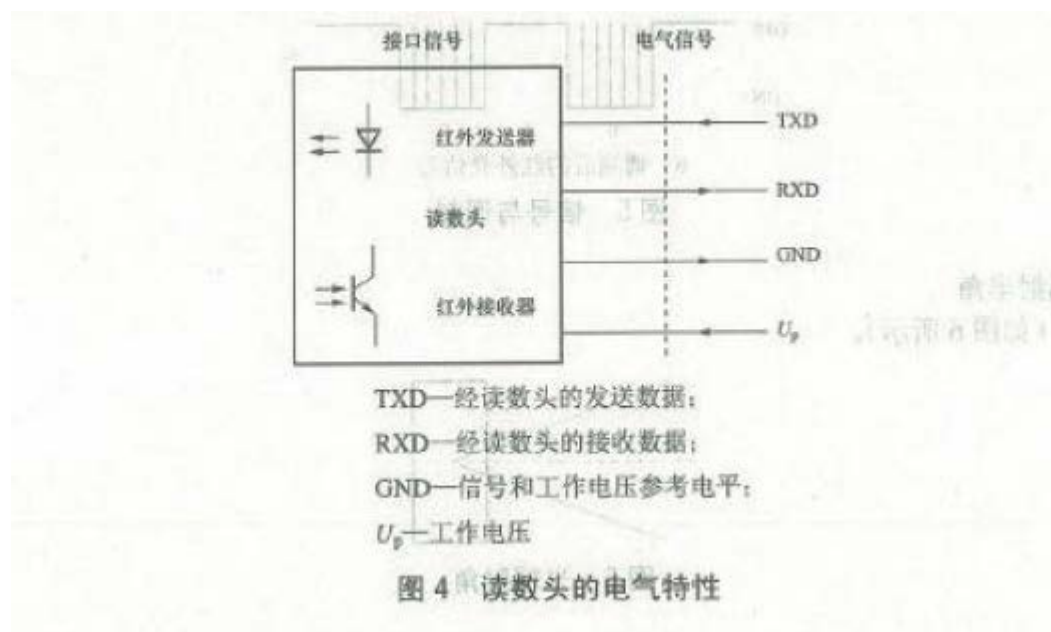 接口信号
电气信号
TXD
红外发送器
RXD
读数头
GND
红外接收器
Up
TXD—经读数头的发送数据;
RXD—经读数头的接收数据;
GND—信号和工作电压参考电平;
Up—工作电压
图 4 读数头的电气特性